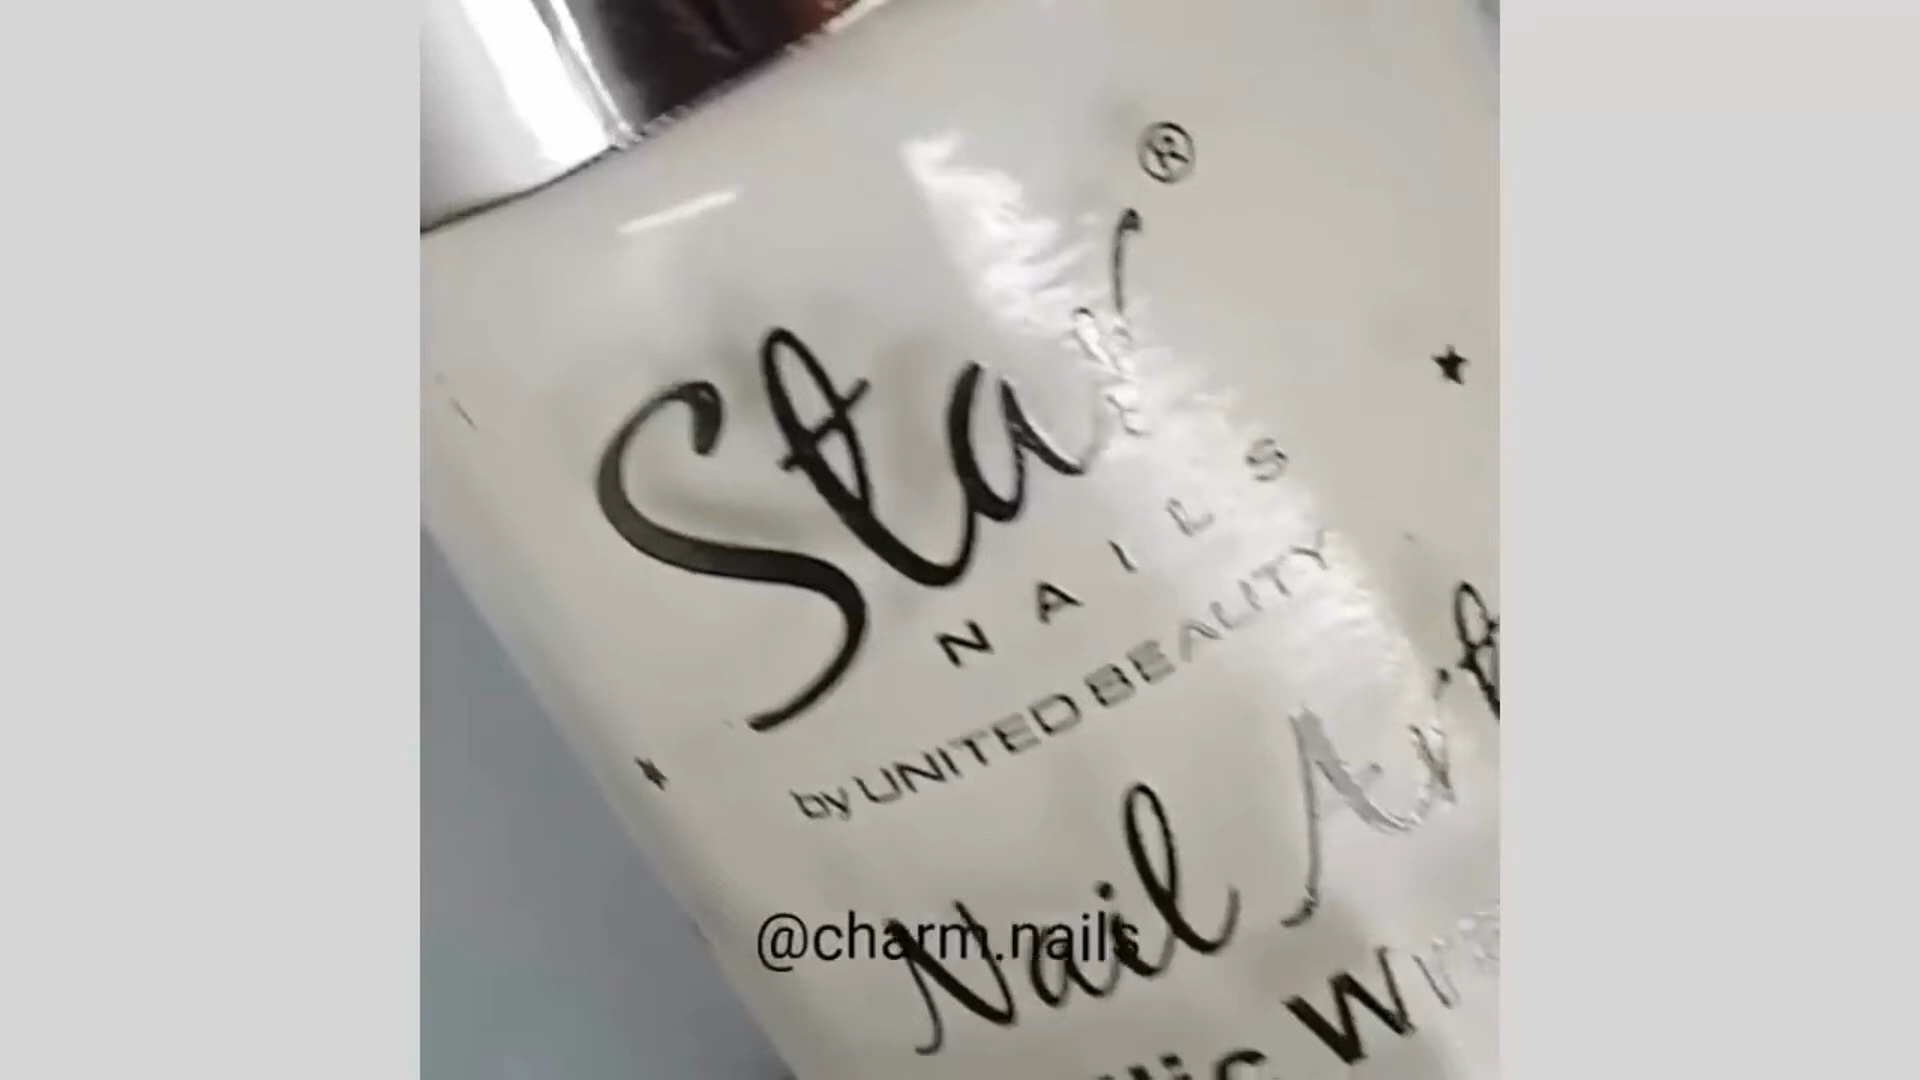 Star®
NAILS
by UNITED BEAUTY
Nail Art
@charm.nails